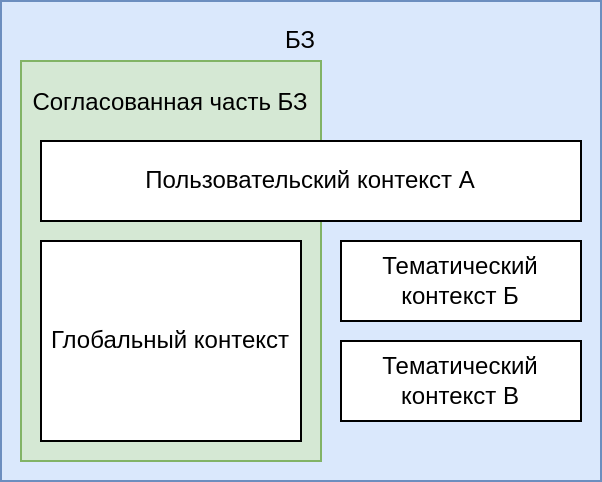 БЗ
Согласованная часть БЗ
Пользовательский контекст А
Глобальный контекст
Тематический
контекст Б
Тематический
контекст В